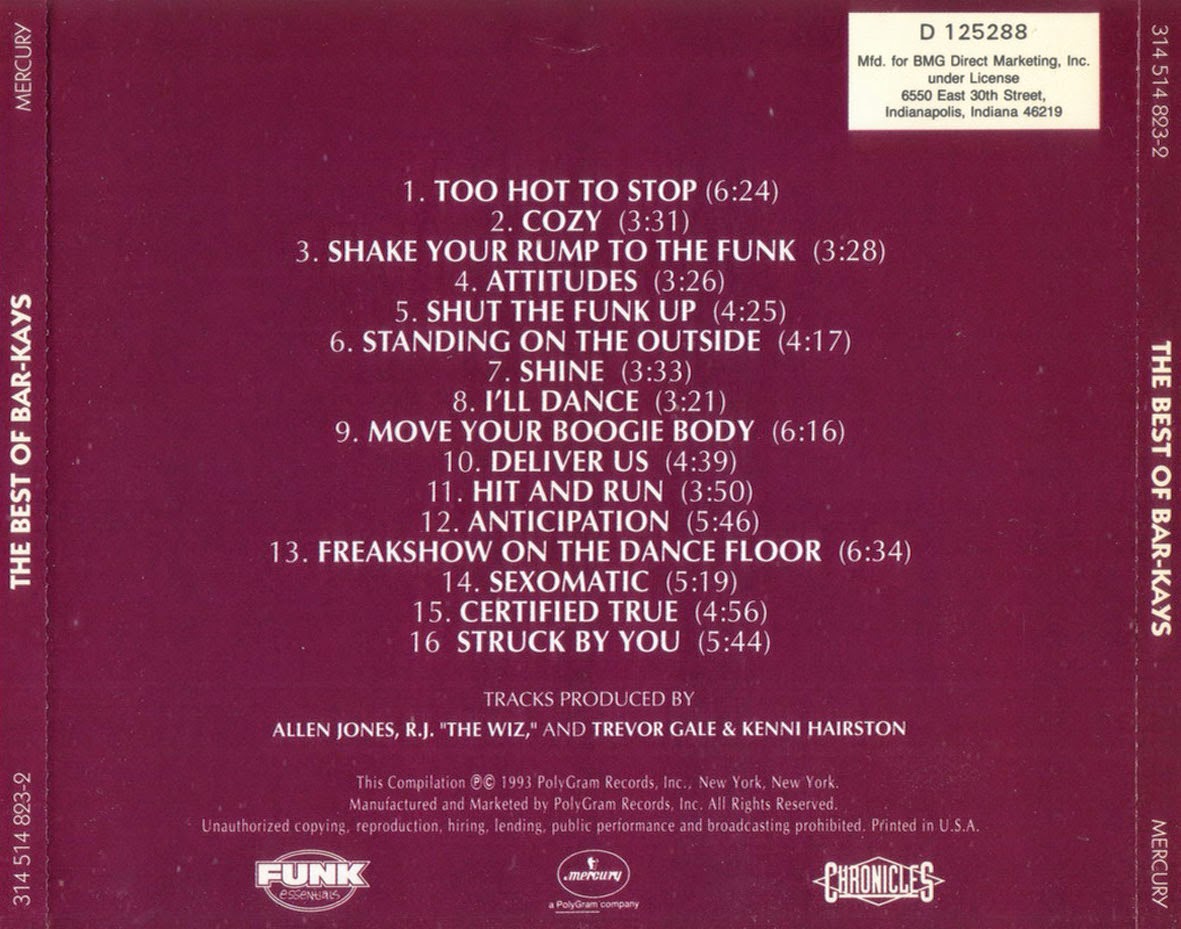 MERCURY
THE BEST OF BAR-KAYS
314 514 823-2
D 125288
Mfd. for BMG Direct Marketing, Inc.
under License
6550 East 30th Street,
Indianapolis, Indiana 46219
1. TOO HOT TO STOP (6:24)
2. COZY (3:31)
3. SHAKE YOUR RUMP TO THE FUNK (3:28)
4. ATTITUDES (3:26)
5. SHUT THE FUNK UP (4:25)
6. STANDING ON THE OUTSIDE (4:17)
7. SHINE (3:33)
8. I'LL DANCE (3:21)
9. MOVE YOUR BOOGIE BODY (6:16)
10. DELIVER US (4:39)
11. HIT AND RUN (3:50)
12. ANTICIPATION (5:46)
13. FREAKSHOW ON THE DANCE FLOOR (6:34)
14. SEXOMATIC (5:19)
15. CERTIFIED TRUE (4:56)
16 STRUCK BY YOU (5:44)
TRACKS PRODUCED BY
ALLEN JONES, R.J. "THE WIZ," AND TREVOR GALE & KENNI HAIRSTON
This Compilation ℗© 1993 PolyGram Records, Inc., New York, New York.
Manufactured and Marketed by PolyGram Records, Inc. All Rights Reserved.
Unauthorized copying, reproduction, hiring, lending, public performance and broadcasting prohibited. Printed in U.S.A.
FUNK
essentials
mercury
a PolyGram company
CHRONICLES
314 514 823-2
THE BEST OF BAR-KAYS
MERCURY